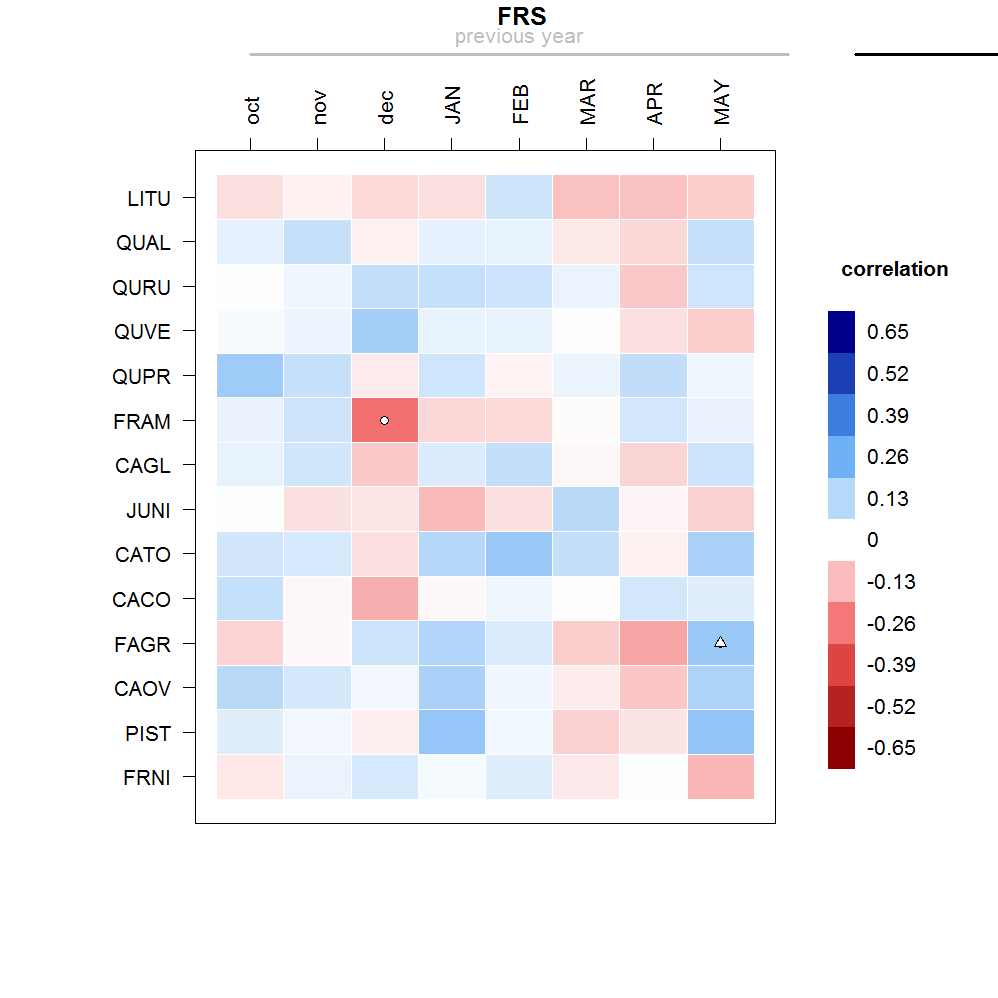 FRS
previous year
oct nov dec JAN FEB MAR APR MAY
LITU
QUAL
QURU
QUVE
QUPR
FRAM
CAGL
JUNI
CATO
CACO
FAGR
CAOV
PIST
FRNI
correlation
0.65
0.52
0.39
0.26
0.13
0
-0.13
-0.26
-0.39
-0.52
-0.65